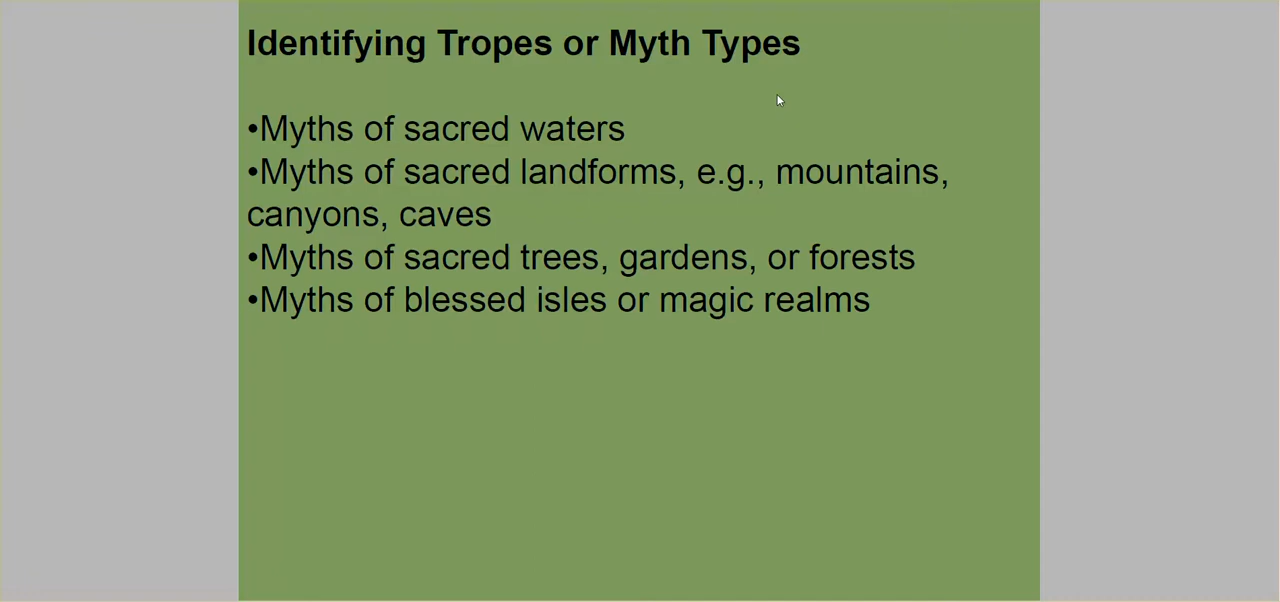 Identifying Tropes or Myth Types
•Myths of sacred waters
•Myths of sacred landforms, e.g., mountains,
canyons, caves
•Myths of sacred trees, gardens, or forests
•Myths of blessed isles or magic realms